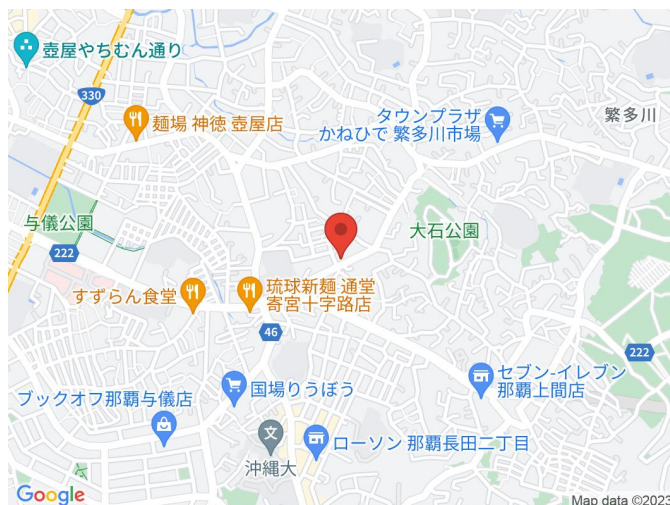 壺屋やちむん通り
330
麺場 神徳 壺屋店
タウンプラザ
かねひで 繁多川市場
繁多川
与儀公園
222
大石公園
すずらん食堂
琉球新麺 通堂
寄宮十字路店
46
222
セブン-イレブン
那覇上間店
ブックオフ那覇与儀店
国場りうぼう
沖縄大
ローソン 那覇長田二丁目
Google
Map data ©2023